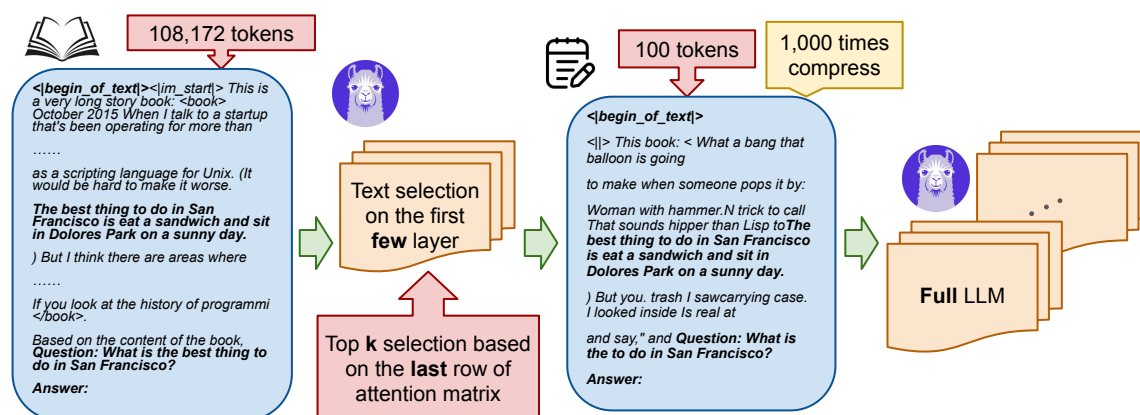 108,172 tokens
<|begin_of_text|><|im_start|> This is
a very long story book: <book>
October 2015 When I talk to a startup
that's been operating for more than
......
as a scripting language for Unix. (It
would be hard to make it worse.
The best thing to do in San
Francisco is eat a sandwich and sit
in Dolores Park on a sunny day.
) But I think there are areas where
......
If you look at the history of programmi
</book>.
Based on the content of the book,
Question: What is the best thing to
do in San Francisco?
Answer:
Text selection
on the first
few layer
Top k selection based
on the last row of
attention matrix
100 tokens
1,000 times
compress
<|begin_of_text|>
<||> This book: < What a bang that
balloon is going
to make when someone pops it by:
Woman with hammer.N trick to call
That sounds hipper than Lisp toThe
best thing to do in San Francisco
is eat a sandwich and sit in
Dolores Park on a sunny day.
) But you. trash I sawcarrying case.
I looked inside Is real at
and say," and Question: What is
the to do in San Francisco?
Answer:
...
Full LLM